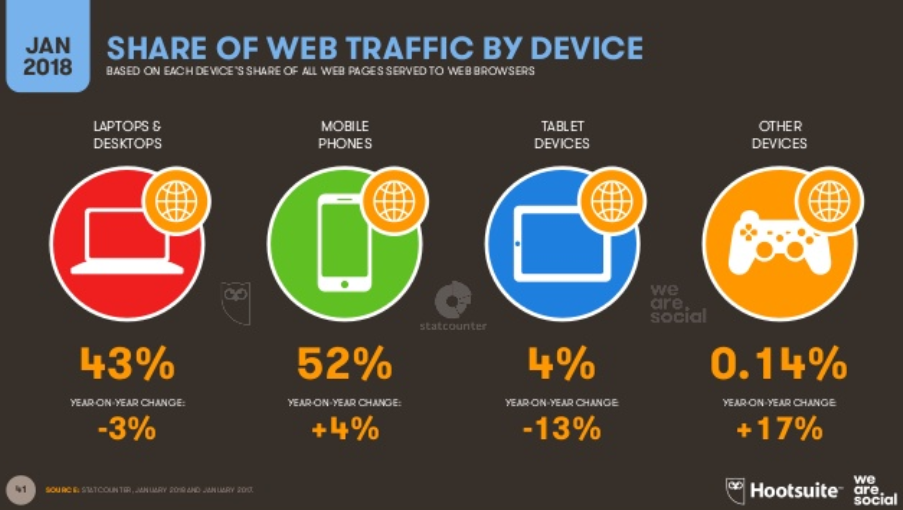 JAN
2018
SHARE OF WEB TRAFFIC BY DEVICE
BASED ON EACH DEVICE'S SHARE OF ALL WEB PAGES SERVED TO WEB BROWSERS
LAPTOPS &
DESKTOPS
MOBILE
PHONES
TABLET
DEVICES
OTHER
DEVICES
statcounter
we
are
social
43%
52%
4%
0.14%
YEAR-ON-YEAR CHANGE:
YEAR-ON-YEAR CHANGE:
YEAR-ON-YEAR CHANGE:
YEAR-ON-YEAR CHANGE:
-3%
+4%
-13%
+17%
41
SOURCE: STATCOUNTER, JANUARY 2018 AND JANUARY 2017.
Hootsuite™
we
are
social